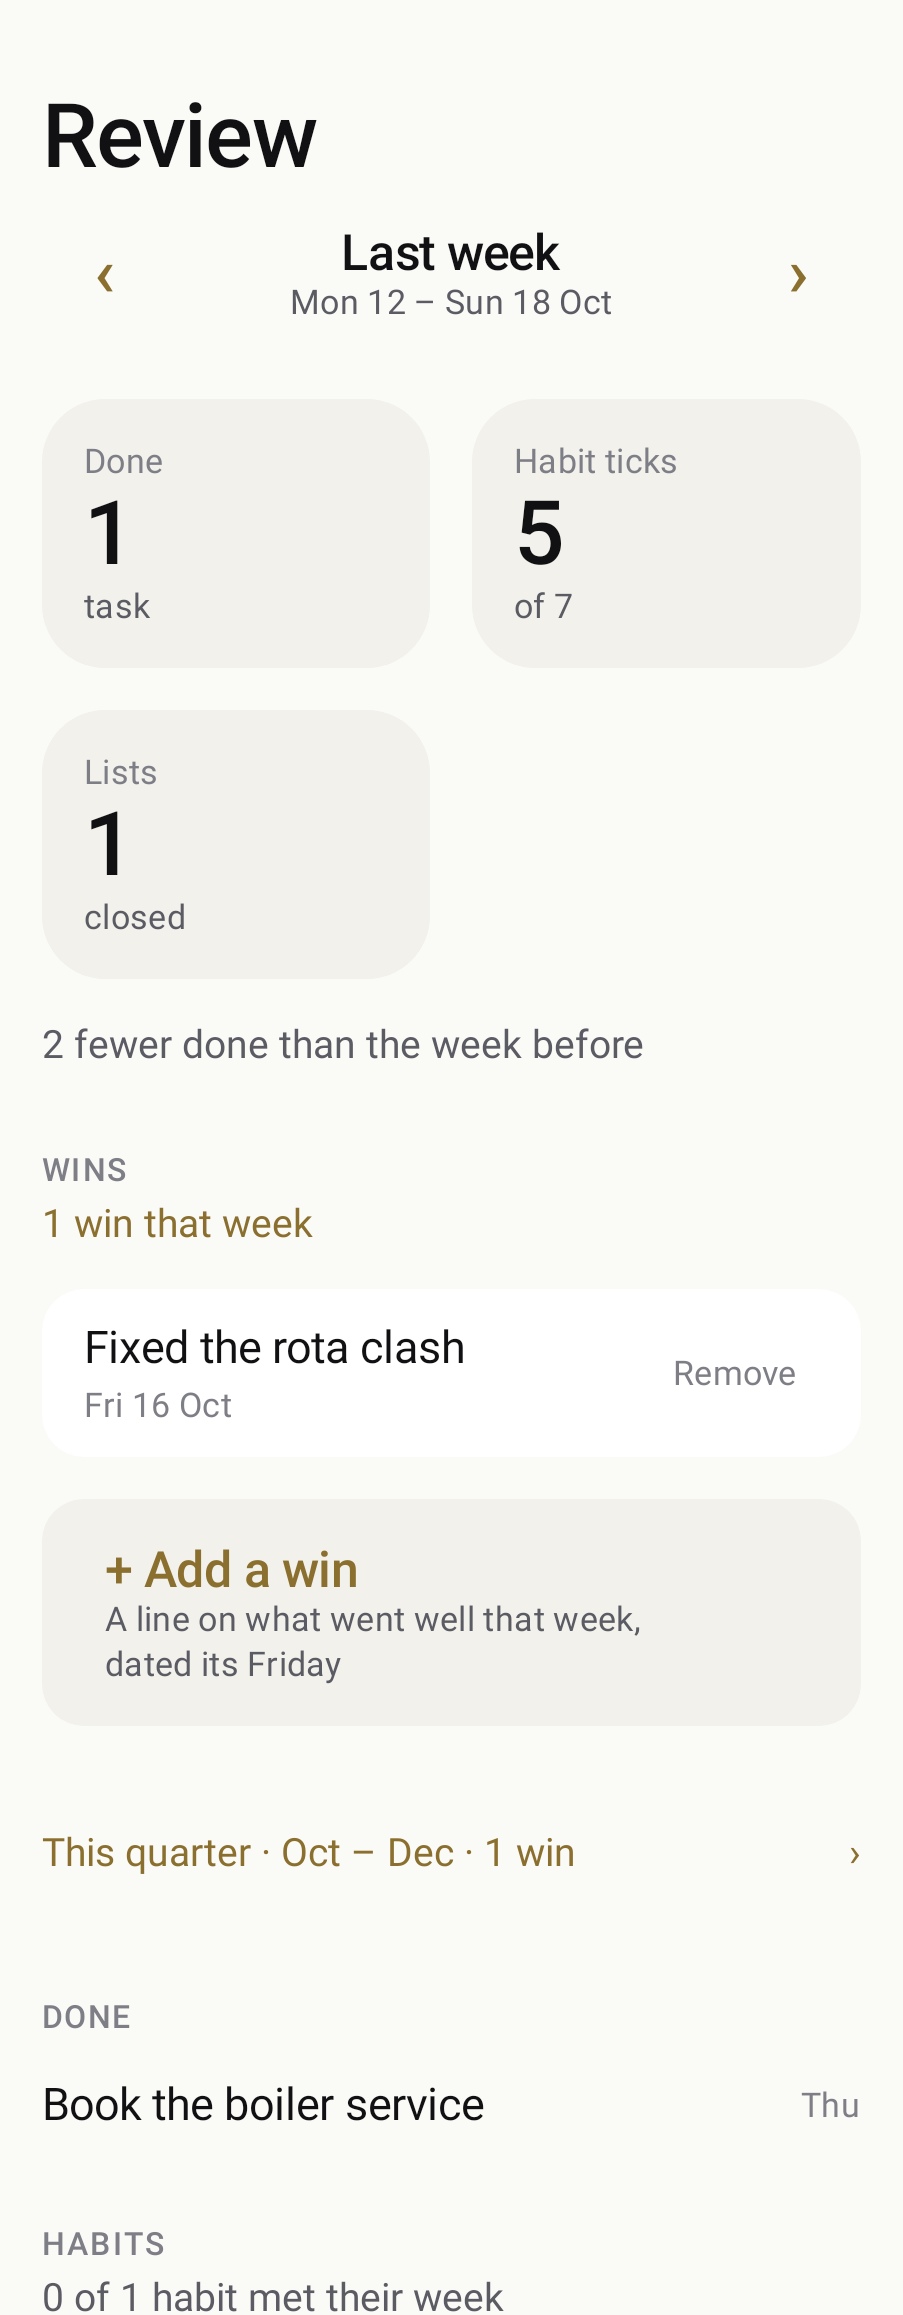 Review
‹
Last week
›
Mon 12 – Sun 18 Oct
Done
1
task
Habit ticks
5
of 7
Lists
1
closed
2 fewer done than the week before
WINS
1 win that week
Fixed the rota clash
Fri 16 Oct
Remove
+ Add a win
A line on what went well that week,
dated its Friday
This quarter · Oct – Dec · 1 win ›
DONE
Book the boiler service Thu
HABITS
0 of 1 habit met their week